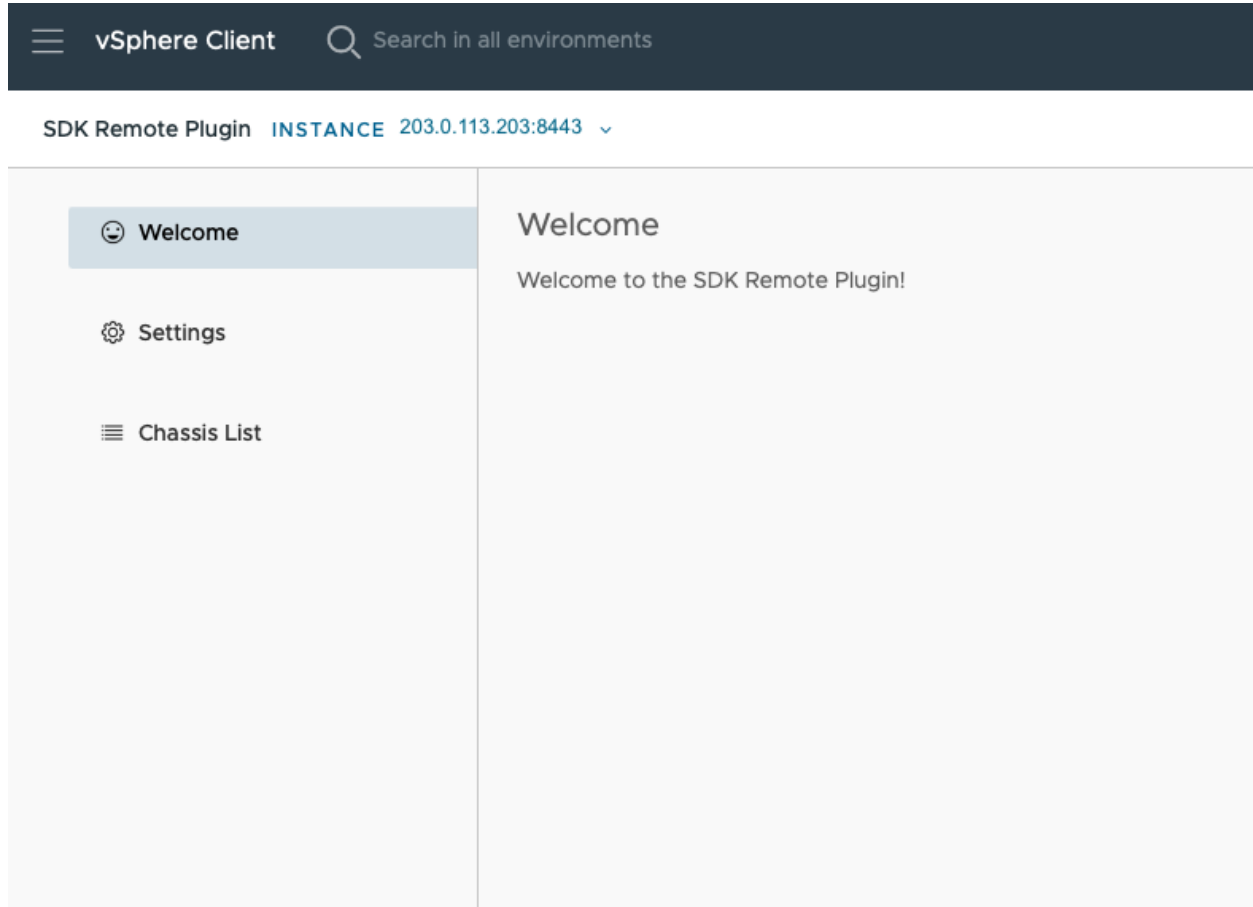 vSphere Client Search in all environments
SDK Remote Plugin INSTANCE 203.0.113.203:8443
Welcome
Settings
Chassis List
Welcome
Welcome to the SDK Remote Plugin!